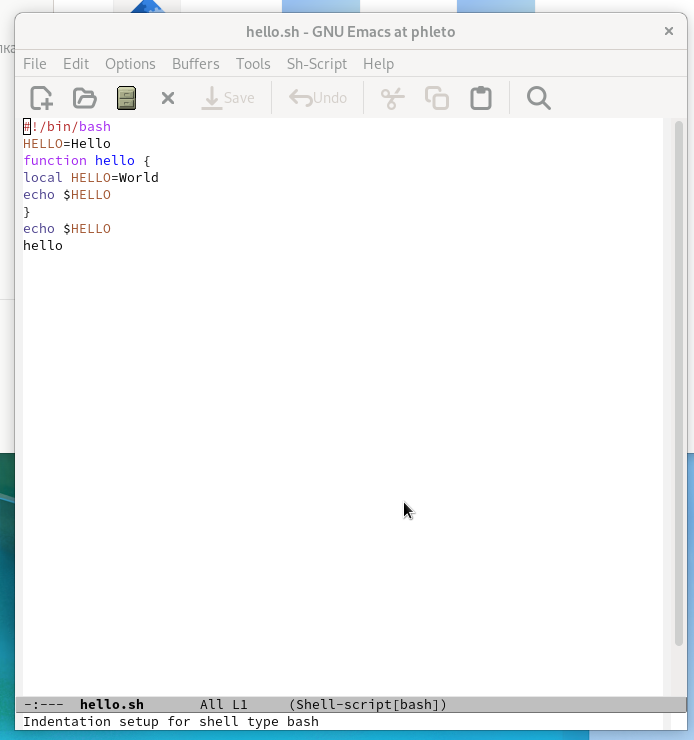 hello.sh - GNU Emacs at phleto
File Edit Options Buffers Tools Sh-Script Help
Save Undo
#!/bin/bash
HELLO=Hello
function hello {
local HELLO=World
echo $HELLO
}
echo $HELLO
hello
-:--- hello.sh All L1 (Shell-script[bash])
Indentation setup for shell type bash